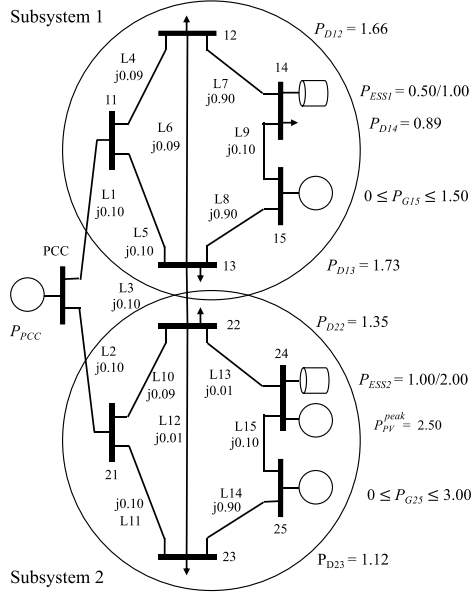 Subsystem 1
12
P_D12 = 1.66
L4
j0.09
L7
j0.90
14
11
P_ESS1 = 0.50/1.00
L6
j0.09
L9
j0.10
P_D14 = 0.89
L1
j0.10
L8
j0.90
0 ≤ P_G15 ≤ 1.50
L5
j0.10
15
PCC
13
P_D13 = 1.73
L3
j0.10
P_PCC
22
P_D22 = 1.35
L2
j0.10
L10
j0.09
L13
j0.01
24
P_ESS2 = 1.00/2.00
L12
j0.01
L15
j0.10
P_PV^peak = 2.50
21
j0.10
L11
L14
j0.90
0 ≤ P_G25 ≤ 3.00
25
23
P_D23 = 1.12
Subsystem 2